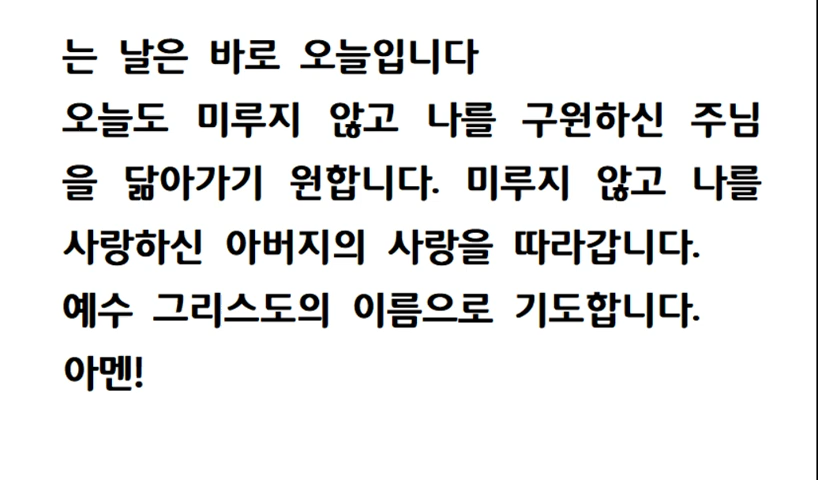 는 날은 바로 오늘입니다
오늘도 미루지 않고 나를 구원하신 주님
을 닮아가기 원합니다. 미루지 않고 나를
사랑하신 아버지의 사랑을 따라갑니다.
예수 그리스도의 이름으로 기도합니다.
아멘!